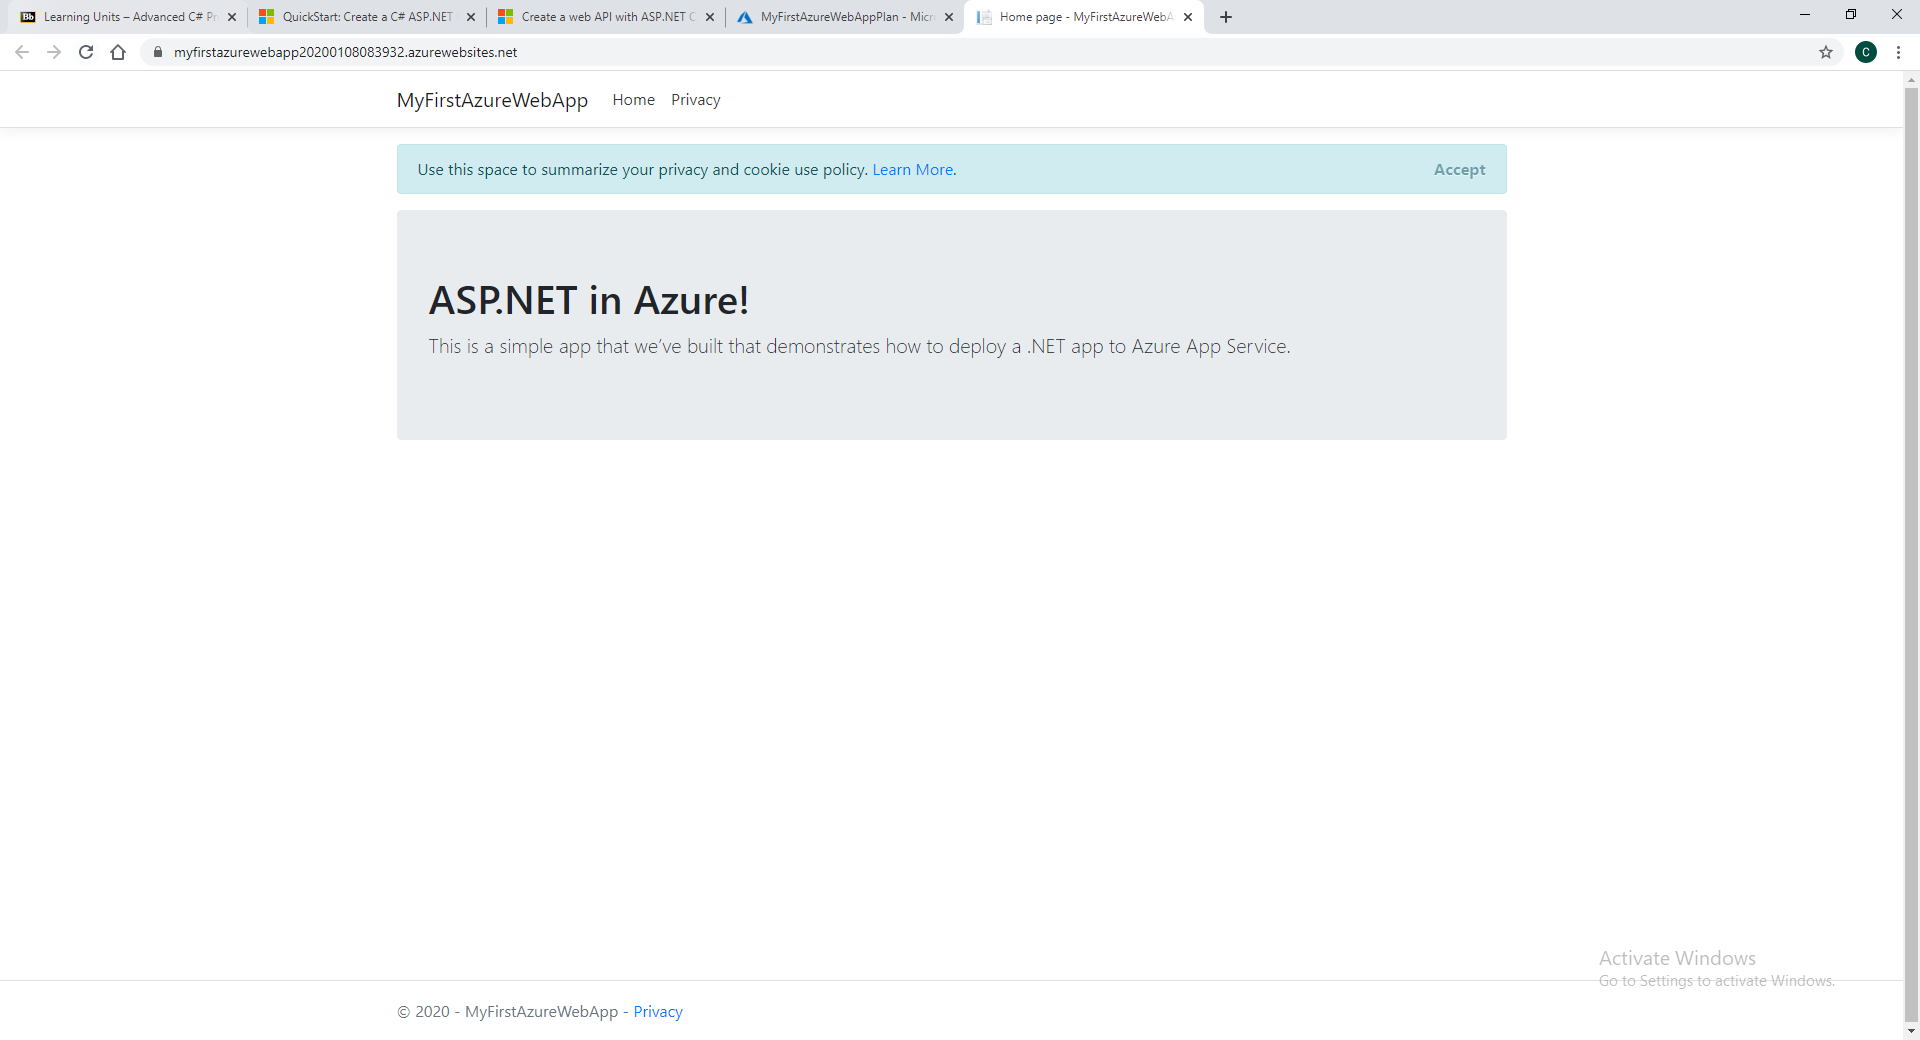 Bb Learning Units – Advanced C# Pr
QuickStart: Create a C# ASP.NET
Create a web API with ASP.NET C
MyFirstAzureWebAppPlan - Micr
Home page - MyFirstAzureWebA
myfirstazurewebapp20200108083932.azurewebsites.net
C
MyFirstAzureWebApp Home Privacy
Use this space to summarize your privacy and cookie use policy. Learn More. Accept
ASP.NET in Azure!
This is a simple app that we’ve built that demonstrates how to deploy a .NET app to Azure App Service.
Activate Windows
Go to Settings to activate Windows.
© 2020 - MyFirstAzureWebApp - Privacy